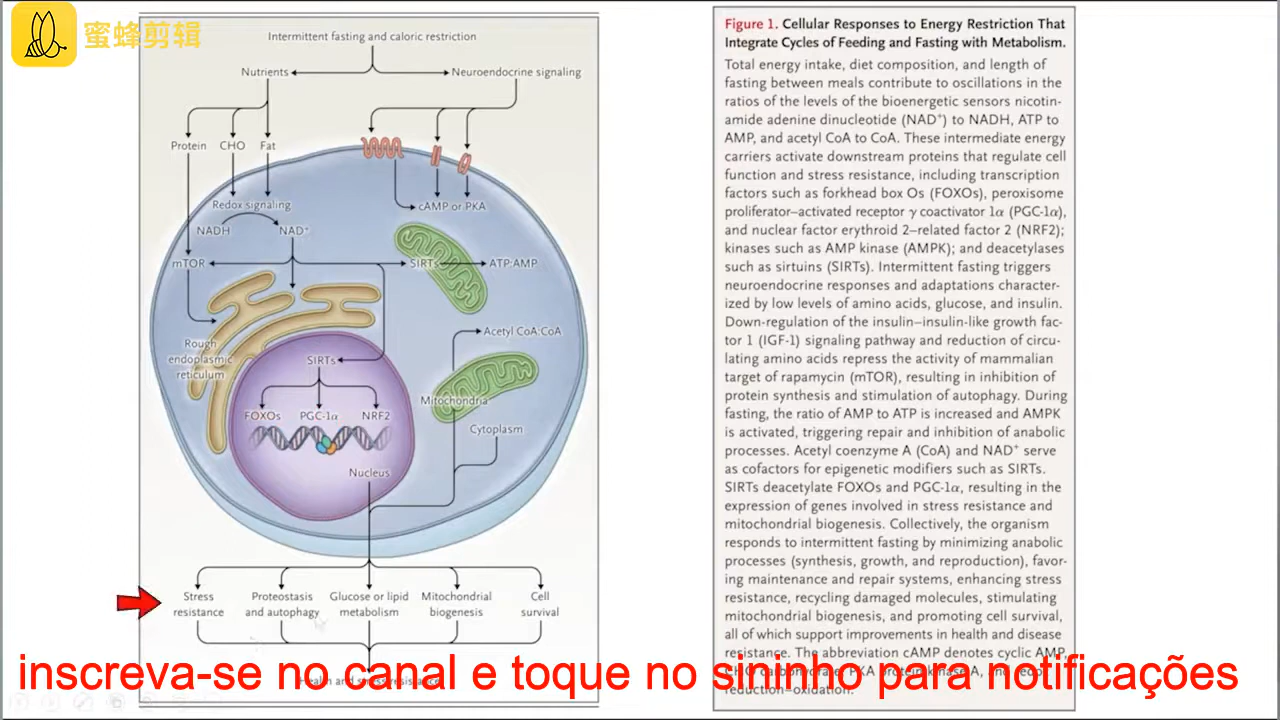 蜜蜂剪辑
Intermittent fasting and caloric restriction
Nutrients
Neuroendocrine signaling
Protein
CHO
Fat
Redox signaling
cAMP or PKA
NADH
NAD⁺
mTOR
SIRTs
ATP:AMP
Acetyl CoA:CoA
Rough
endoplasmic
reticulum
SIRTs
Mitochondria
FOXOs
PGC-1α
NRF2
Cytoplasm
Nucleus
Stress
resistance
Proteostasis
and autophagy
Glucose or lipid
metabolism
Mitochondrial
biogenesis
Cell
survival
Figure 1. Cellular Responses to Energy Restriction That
Integrate Cycles of Feeding and Fasting with Metabolism.
Total energy intake, diet composition, and length of
fasting between meals contribute to oscillations in the
ratios of the levels of the bioenergetic sensors nicotin-
amide adenine dinucleotide (NAD⁺) to NADH, ATP to
AMP, and acetyl CoA to CoA. These intermediate energy
carriers activate downstream proteins that regulate cell
function and stress resistance, including transcription
factors such as forkhead box Os (FOXOs), peroxisome
proliferator–activated receptor γ coactivator 1α (PGC-1α),
and nuclear factor erythroid 2–related factor 2 (NRF2);
kinases such as AMP kinase (AMPK); and deacetylases
such as sirtuins (SIRTs). Intermittent fasting triggers
neuroendocrine responses and adaptations character-
ized by low levels of amino acids, glucose, and insulin.
Down-regulation of the insulin–insulin-like growth fac-
tor 1 (IGF-1) signaling pathway and reduction of circu-
lating amino acids repress the activity of mammalian
target of rapamycin (mTOR), resulting in inhibition of
protein synthesis and stimulation of autophagy. During
fasting, the ratio of AMP to ATP is increased and AMPK
is activated, triggering repair and inhibition of anabolic
processes. Acetyl coenzyme A (CoA) and NAD⁺ serve
as cofactors for epigenetic modifiers such as SIRTs.
SIRTs deacetylate FOXOs and PGC-1α, resulting in the
expression of genes involved in stress resistance and
mitochondrial biogenesis. Collectively, the organism
responds to intermittent fasting by minimizing anabolic
processes (synthesis, growth, and reproduction), favor-
ing maintenance and repair systems, enhancing stress
resistance, recycling damaged molecules, stimulating
mitochondrial biogenesis, and promoting cell survival,
all of which support improvements in health and disease
resistance. The abbreviation cAMP denotes cyclic AMP,
reduction–oxidation.
inscreva-se no canal e toque no sininho para notificações